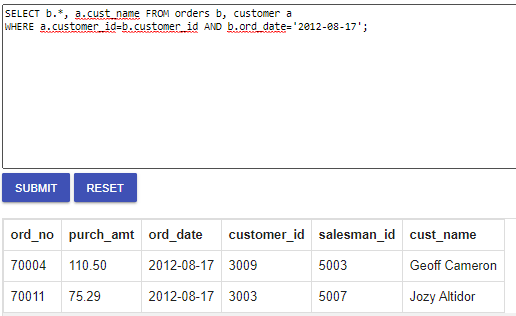 SELECT b.*, a.cust_name FROM orders b, customer a
WHERE a.customer_id=b.customer_id AND b.ord_date='2012-08-17';
SUBMIT RESET
ord_no purch_amt ord_date customer_id salesman_id cust_name
70004 110.50 2012-08-17 3009 5003 Geoff Cameron
70011 75.29 2012-08-17 3003 5007 Jozy Altidor